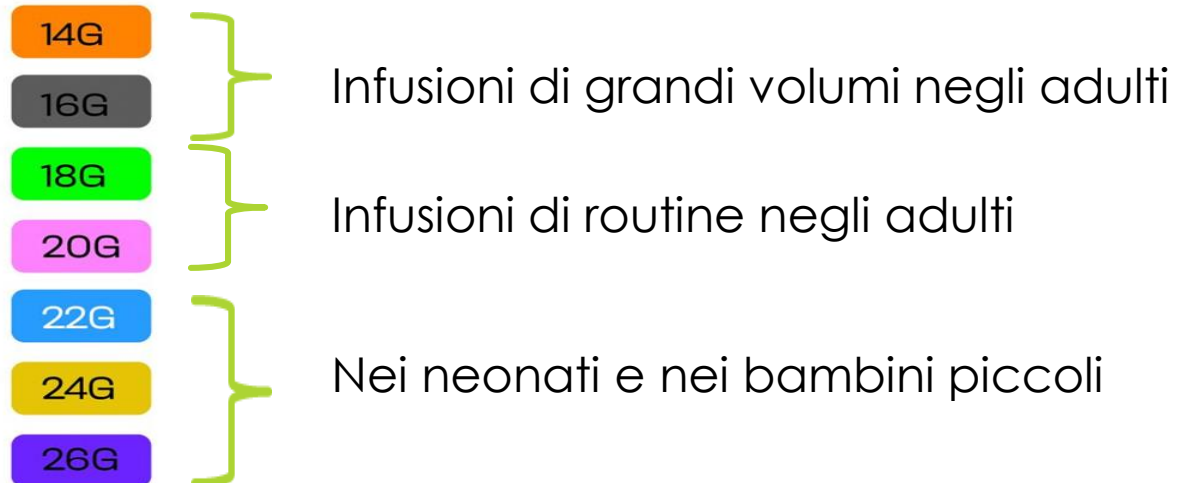 14G
16G
Infusioni di grandi volumi negli adulti
18G
20G
Infusioni di routine negli adulti
22G
24G
26G
Nei neonati e nei bambini piccoli